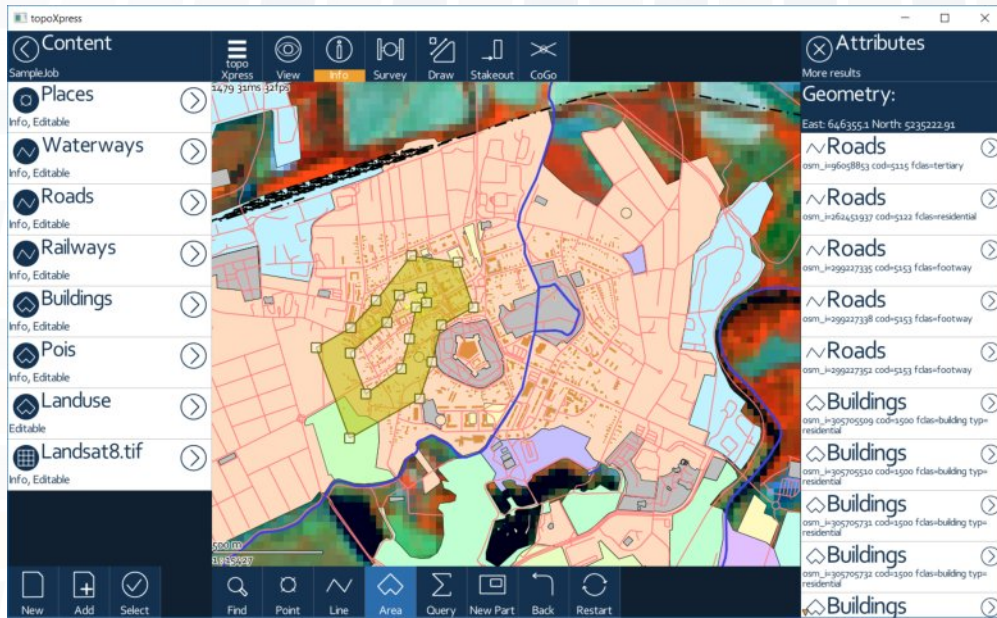 topoXpress
Content
SampleJob
Places
Info, Editable
Waterways
Info, Editable
Roads
Info, Editable
Railways
Info, Editable
Buildings
Info, Editable
Pois
Info, Editable
Landuse
Editable
Landsat8.tif
Info, Editable
New
Add
Select
topo
Xpress
View
Info
Survey
Draw
Stakeout
CoGo
1479 31ms 32fps
500 m
1: 15427
Find
Point
Line
Area
Query
New Part
Back
Restart
Attributes
More results
Geometry:
East: 646355.1 North: 5235222.91
Roads
osm_i=96058853 cod=5115 fclas=tertiary
Roads
osm_i=262451937 cod=5122 fclas=residential
Roads
osm_i=299227335 cod=5153 fclas=footway
Roads
osm_i=299227338 cod=5153 fclas=footway
Roads
osm_i=299227352 cod=5153 fclas=footway
Buildings
osm_i=305705509 cod=1500 fclas=building typ=
residential
Buildings
osm_i=305705510 cod=1500 fclas=building typ=
residential
Buildings
osm_i=305705731 cod=1500 fclas=building typ=
residential
Buildings
osm_i=305705732 cod=1500 fclas=building typ=
residential
Buildings